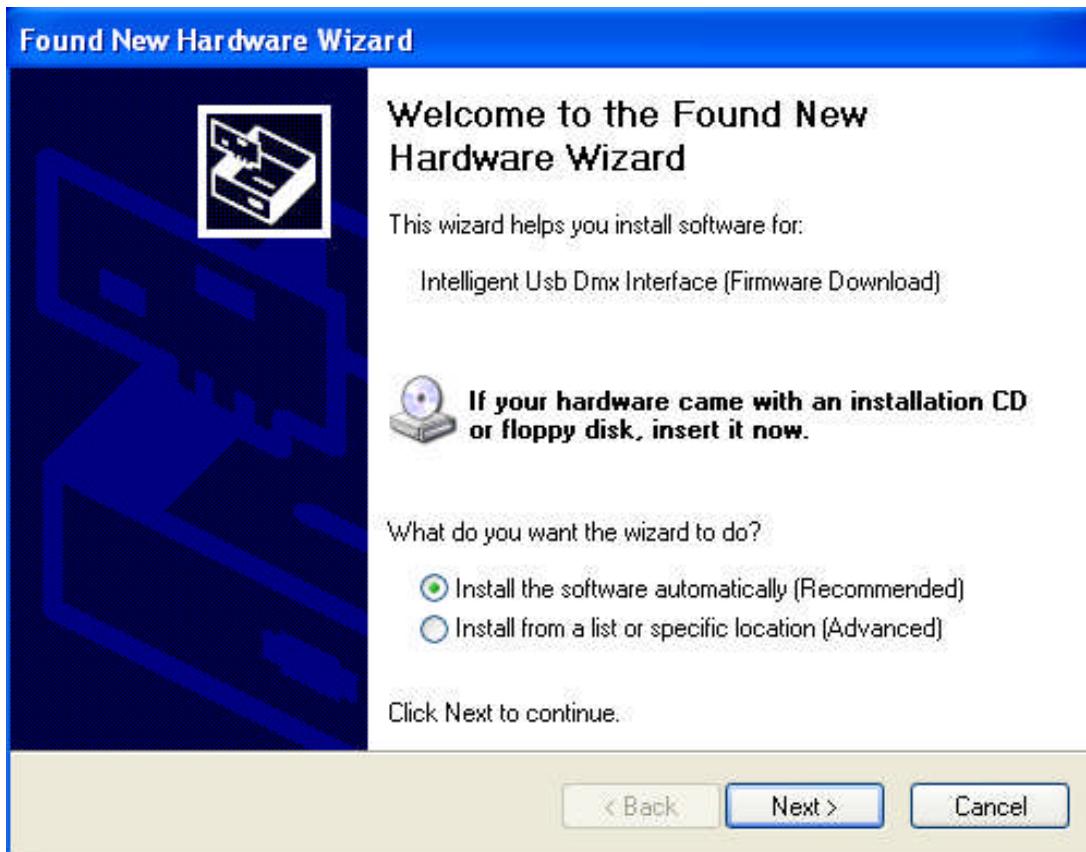 Found New Hardware Wizard
Welcome to the Found New
Hardware Wizard
This wizard helps you install software for:
Intelligent Usb Dmx Interface (Firmware Download)
If your hardware came with an installation CD
or floppy disk, insert it now.
What do you want the wizard to do?
Install the software automatically (Recommended)
Install from a list or specific location (Advanced)
Click Next to continue.
< Back Next > Cancel